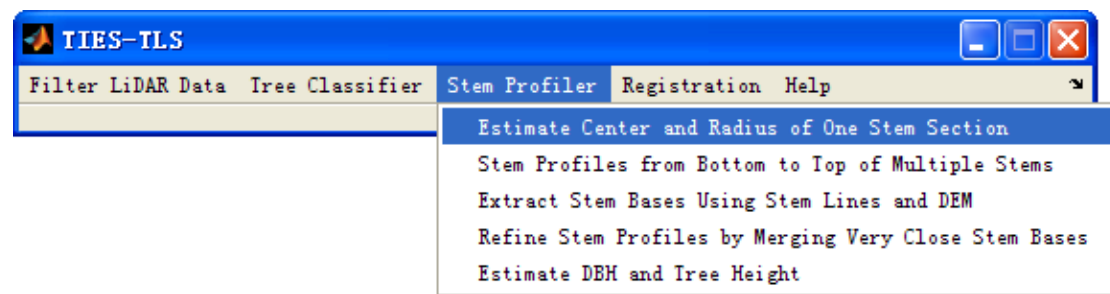 TIES-TLS
Filter LiDAR Data Tree Classifier Stem Profiler Registration Help
Estimate Center and Radius of One Stem Section
Stem Profiles from Bottom to Top of Multiple Stems
Extract Stem Bases Using Stem Lines and DEM
Refine Stem Profiles by Merging Very Close Stem Bases
Estimate DBH and Tree Height